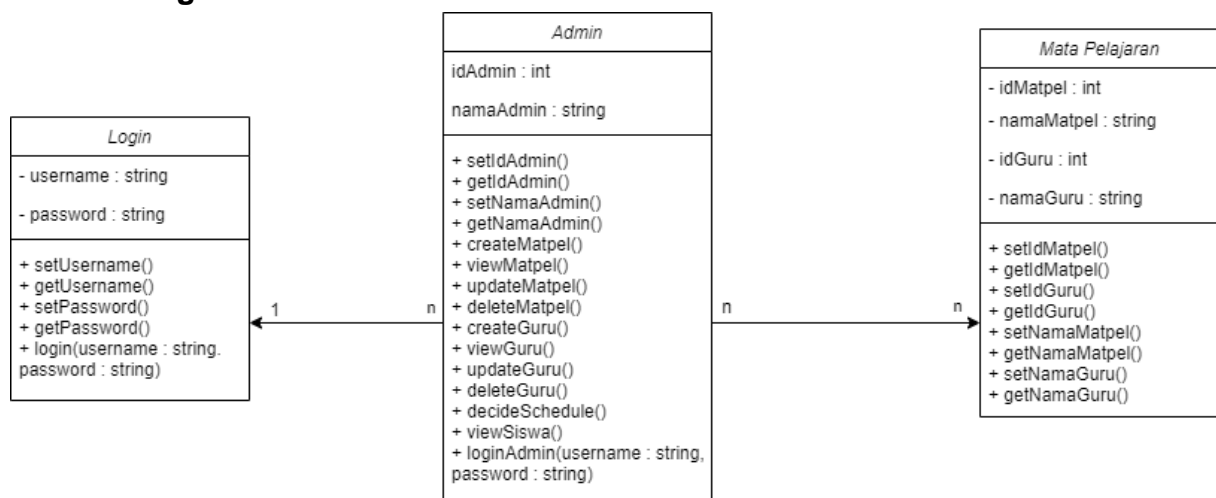 Admin
idAdmin : int
namaAdmin : string
+ setIdAdmin()
+ getIdAdmin()
+ setNamaAdmin()
+ getNamaAdmin()
+ createMatpel()
+ viewMatpel()
+ updateMatpel()
+ deleteMatpel()
+ createGuru()
+ viewGuru()
+ updateGuru()
+ deleteGuru()
+ decideSchedule()
+ viewSiswa()
+ loginAdmin(username : string,
password : string)
Login
- username : string
- password : string
+ setUsername()
+ getUsername()
+ setPassword()
+ getPassword()
+ login(username : string.
password : string)
1
n
n
n
Mata Pelajaran
- idMatpel : int
- namaMatpel : string
- idGuru : int
- namaGuru : string
+ setIdMatpel()
+ getIdMatpel()
+ setIdGuru()
+ getIdGuru()
+ setNamaMatpel()
+ getNamaMatpel()
+ setNamaGuru()
+ getNamaGuru()